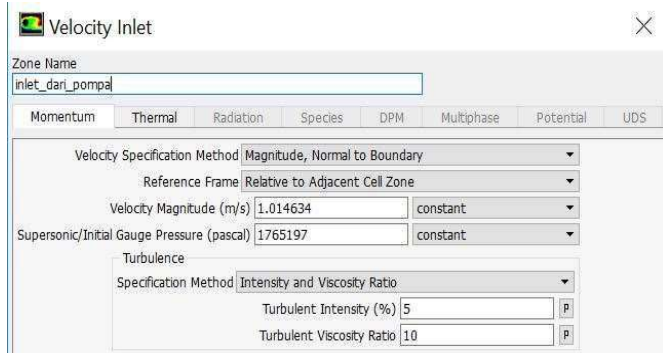 Velocity Inlet
Zone Name
inlet_dari_pompa
Momentum Thermal Radiation Species DPM Multiphase Potential UDS
Velocity Specification Method Magnitude, Normal to Boundary
Reference Frame Relative to Adjacent Cell Zone
Velocity Magnitude (m/s) 1.014634 constant
Supersonic/Initial Gauge Pressure (pascal) 1765197 constant
Turbulence
Specification Method Intensity and Viscosity Ratio
Turbulent Intensity (%) 5 P
Turbulent Viscosity Ratio 10 P